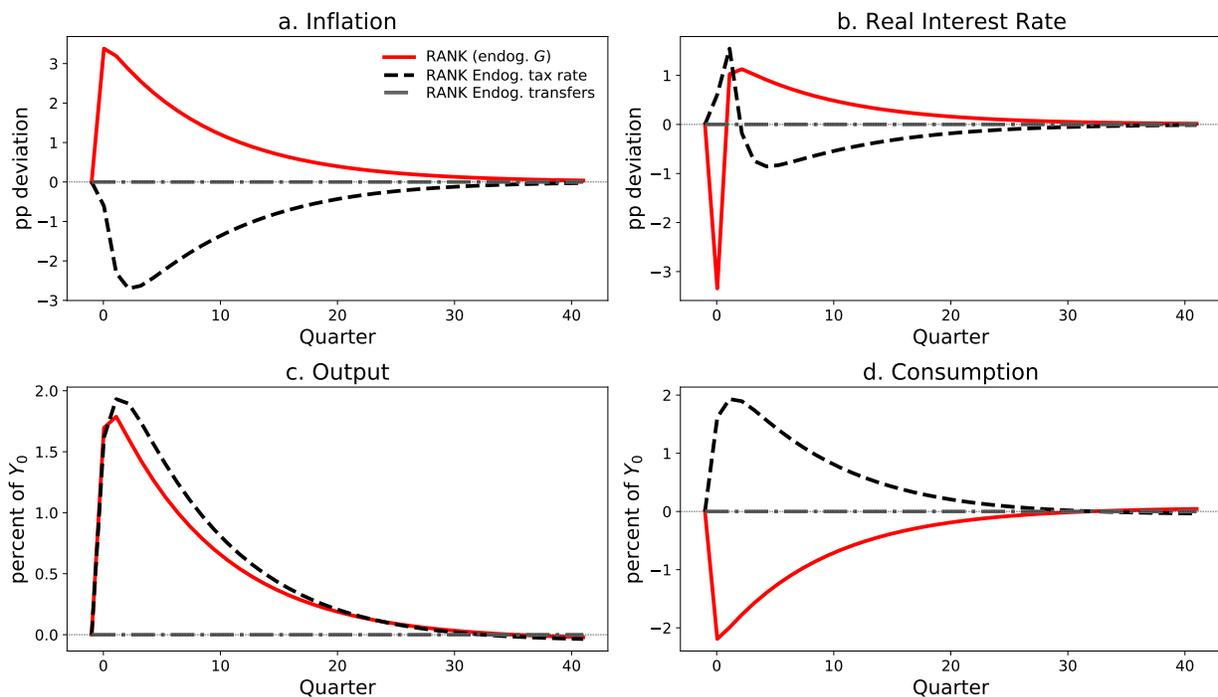 a. Inflation
pp deviation
3
2
1
0
−1
−2
−3
RANK (endog. G)
RANK Endog. tax rate
RANK Endog. transfers
0 10 20 30 40
Quarter
b. Real Interest Rate
pp deviation
1
0
−1
−2
−3
0 10 20 30 40
Quarter
c. Output
percent of Y₀
2.0
1.5
1.0
0.5
0.0
0 10 20 30 40
Quarter
d. Consumption
percent of Y₀
2
1
0
−1
−2
0 10 20 30 40
Quarter